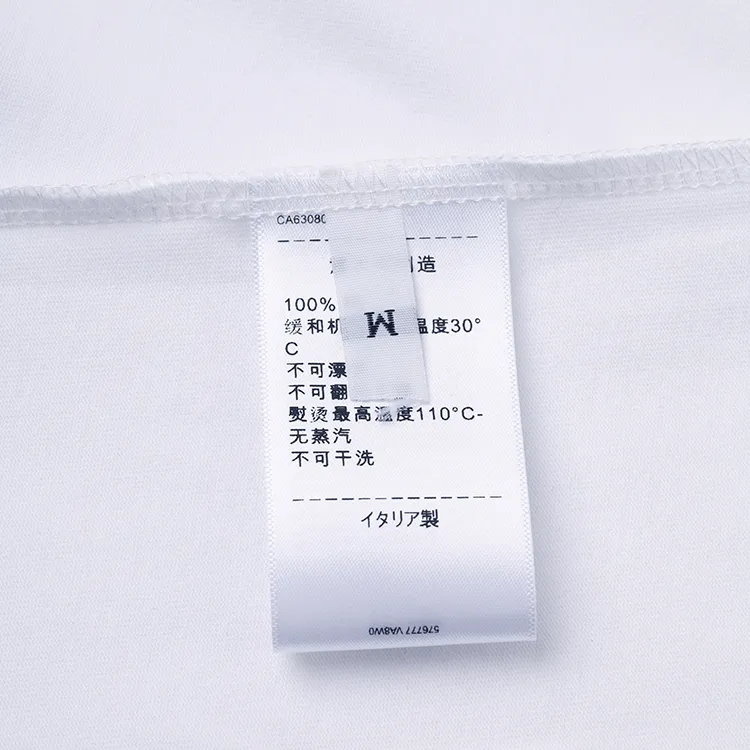 CA63080
造
100%
缓和机 温度30°
C
不可漂
不可翻
熨烫最高温度110°C-
无蒸汽
不可干洗
イタリア製
576777 VA8W0
M